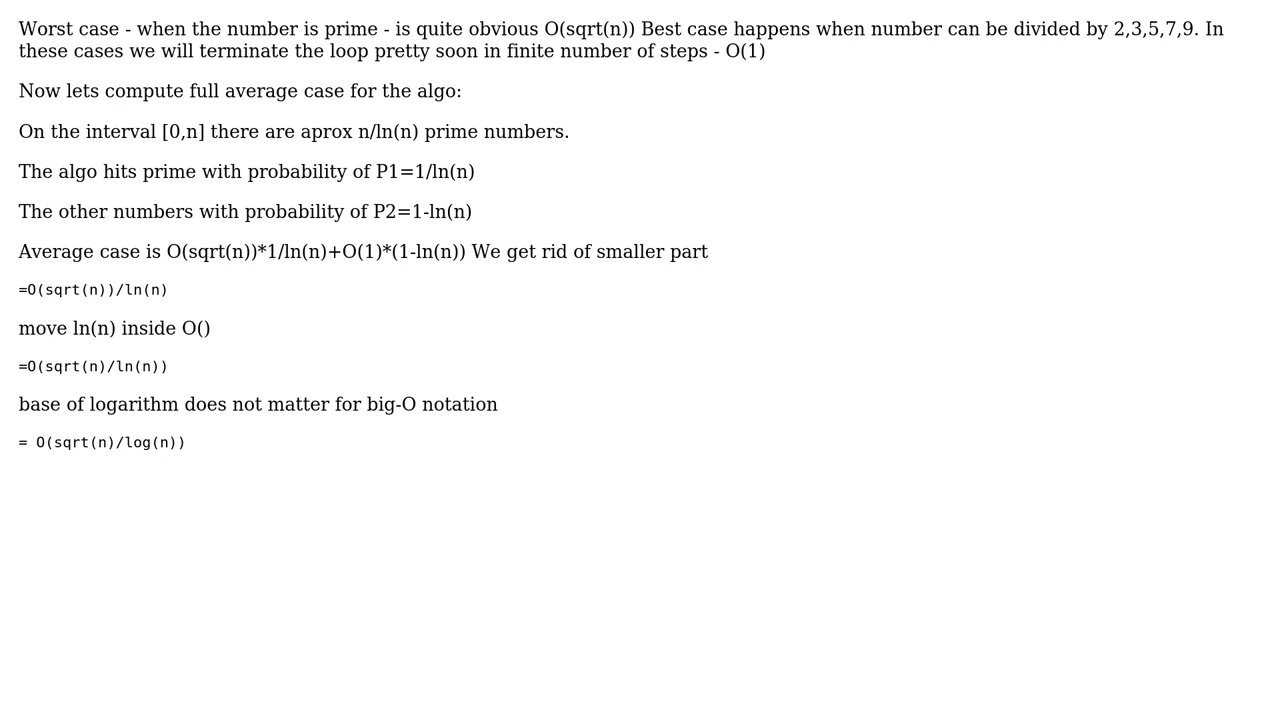 Worst case - when the number is prime - is quite obvious O(sqrt(n)) Best case happens when number can be divided by 2,3,5,7,9. In
these cases we will terminate the loop pretty soon in finite number of steps - O(1)
Now lets compute full average case for the algo:
On the interval [0,n] there are aprox n/ln(n) prime numbers.
The algo hits prime with probability of P1=1/ln(n)
The other numbers with probability of P2=1-ln(n)
Average case is O(sqrt(n))*1/ln(n)+O(1)*(1-ln(n)) We get rid of smaller part
=O(sqrt(n))/ln(n)
move ln(n) inside O()
=O(sqrt(n)/ln(n))
base of logarithm does not matter for big-O notation
= O(sqrt(n)/log(n))